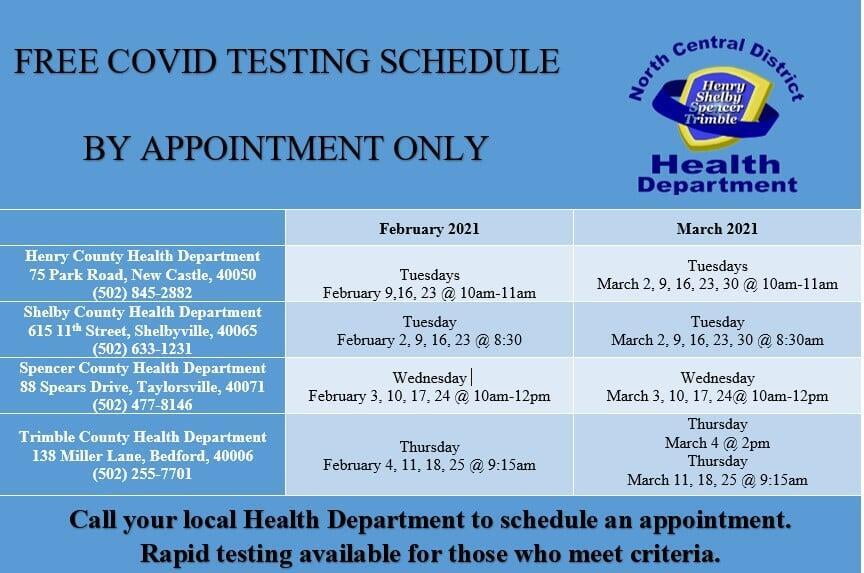 FREE COVID TESTING SCHEDULE
BY APPOINTMENT ONLY
North Central District
Henry
Shelby
Spencer
Trimble
Health
Department
February 2021
March 2021
Henry County Health Department
75 Park Road, New Castle, 40050
(502) 845-2882
Tuesdays
February 9,16, 23 @ 10am-11am
Tuesdays
March 2, 9, 16, 23, 30 @ 10am-11am
Shelby County Health Department
615 11th Street, Shelbyville, 40065
(502) 633-1231
Tuesday
February 2, 9, 16, 23 @ 8:30
Tuesday
March 2, 9, 16, 23, 30 @ 8:30am
Spencer County Health Department
88 Spears Drive, Taylorsville, 40071
(502) 477-8146
Wednesday
February 3, 10, 17, 24 @ 10am-12pm
Wednesday
March 3, 10, 17, 24@ 10am-12pm
Trimble County Health Department
138 Miller Lane, Bedford, 40006
(502) 255-7701
Thursday
February 4, 11, 18, 25 @ 9:15am
Thursday
March 4 @ 2pm
Thursday
March 11, 18, 25 @ 9:15am
Call your local Health Department to schedule an appointment.
Rapid testing available for those who meet criteria.